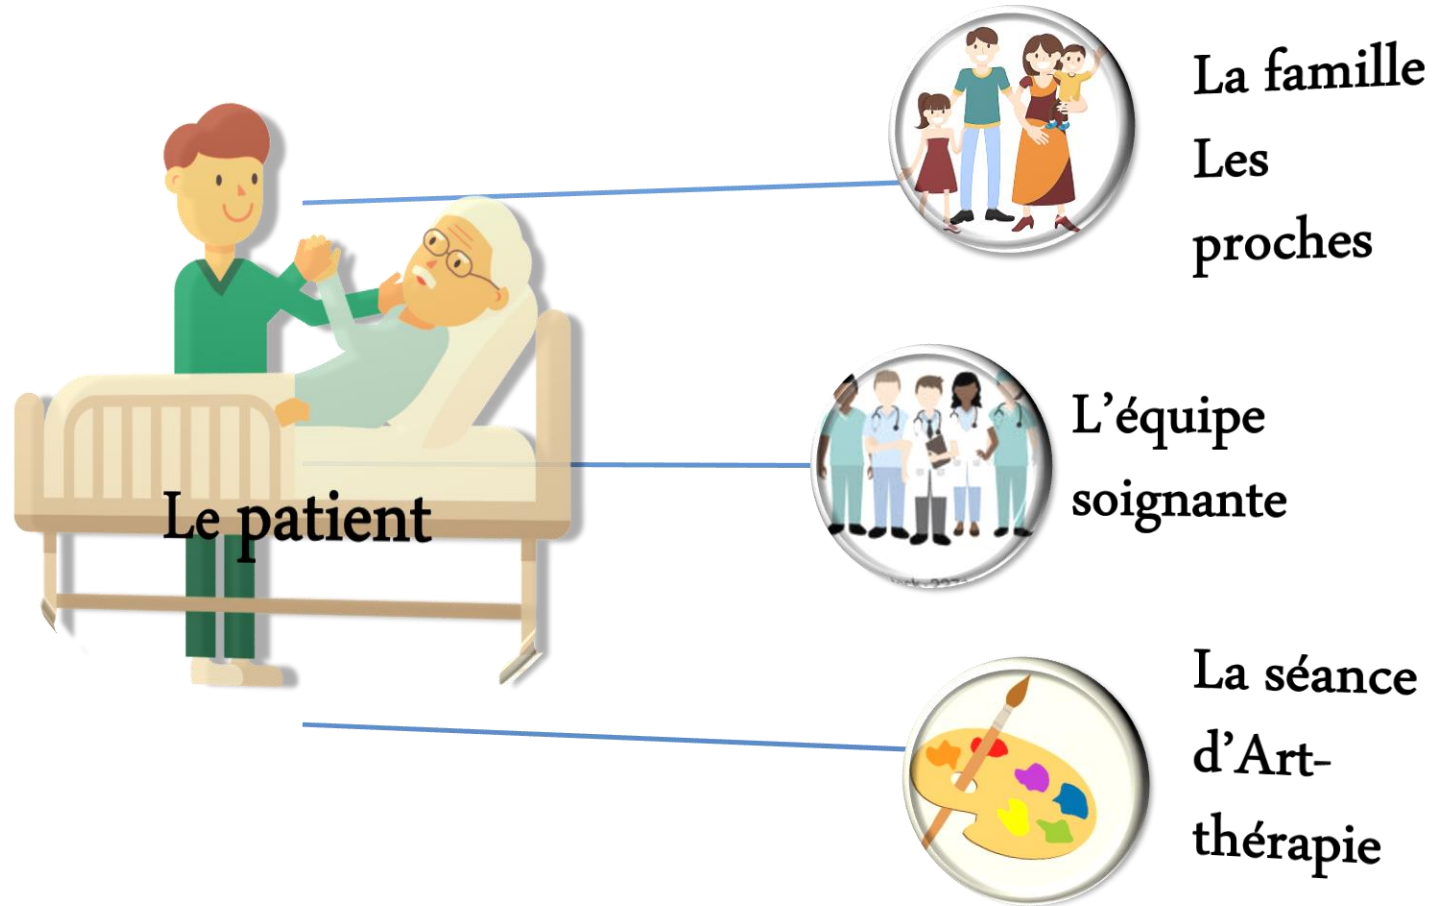 La famille
Les
proches
L'équipe
soignante
Le patient
La séance
d'Art-
thérapie